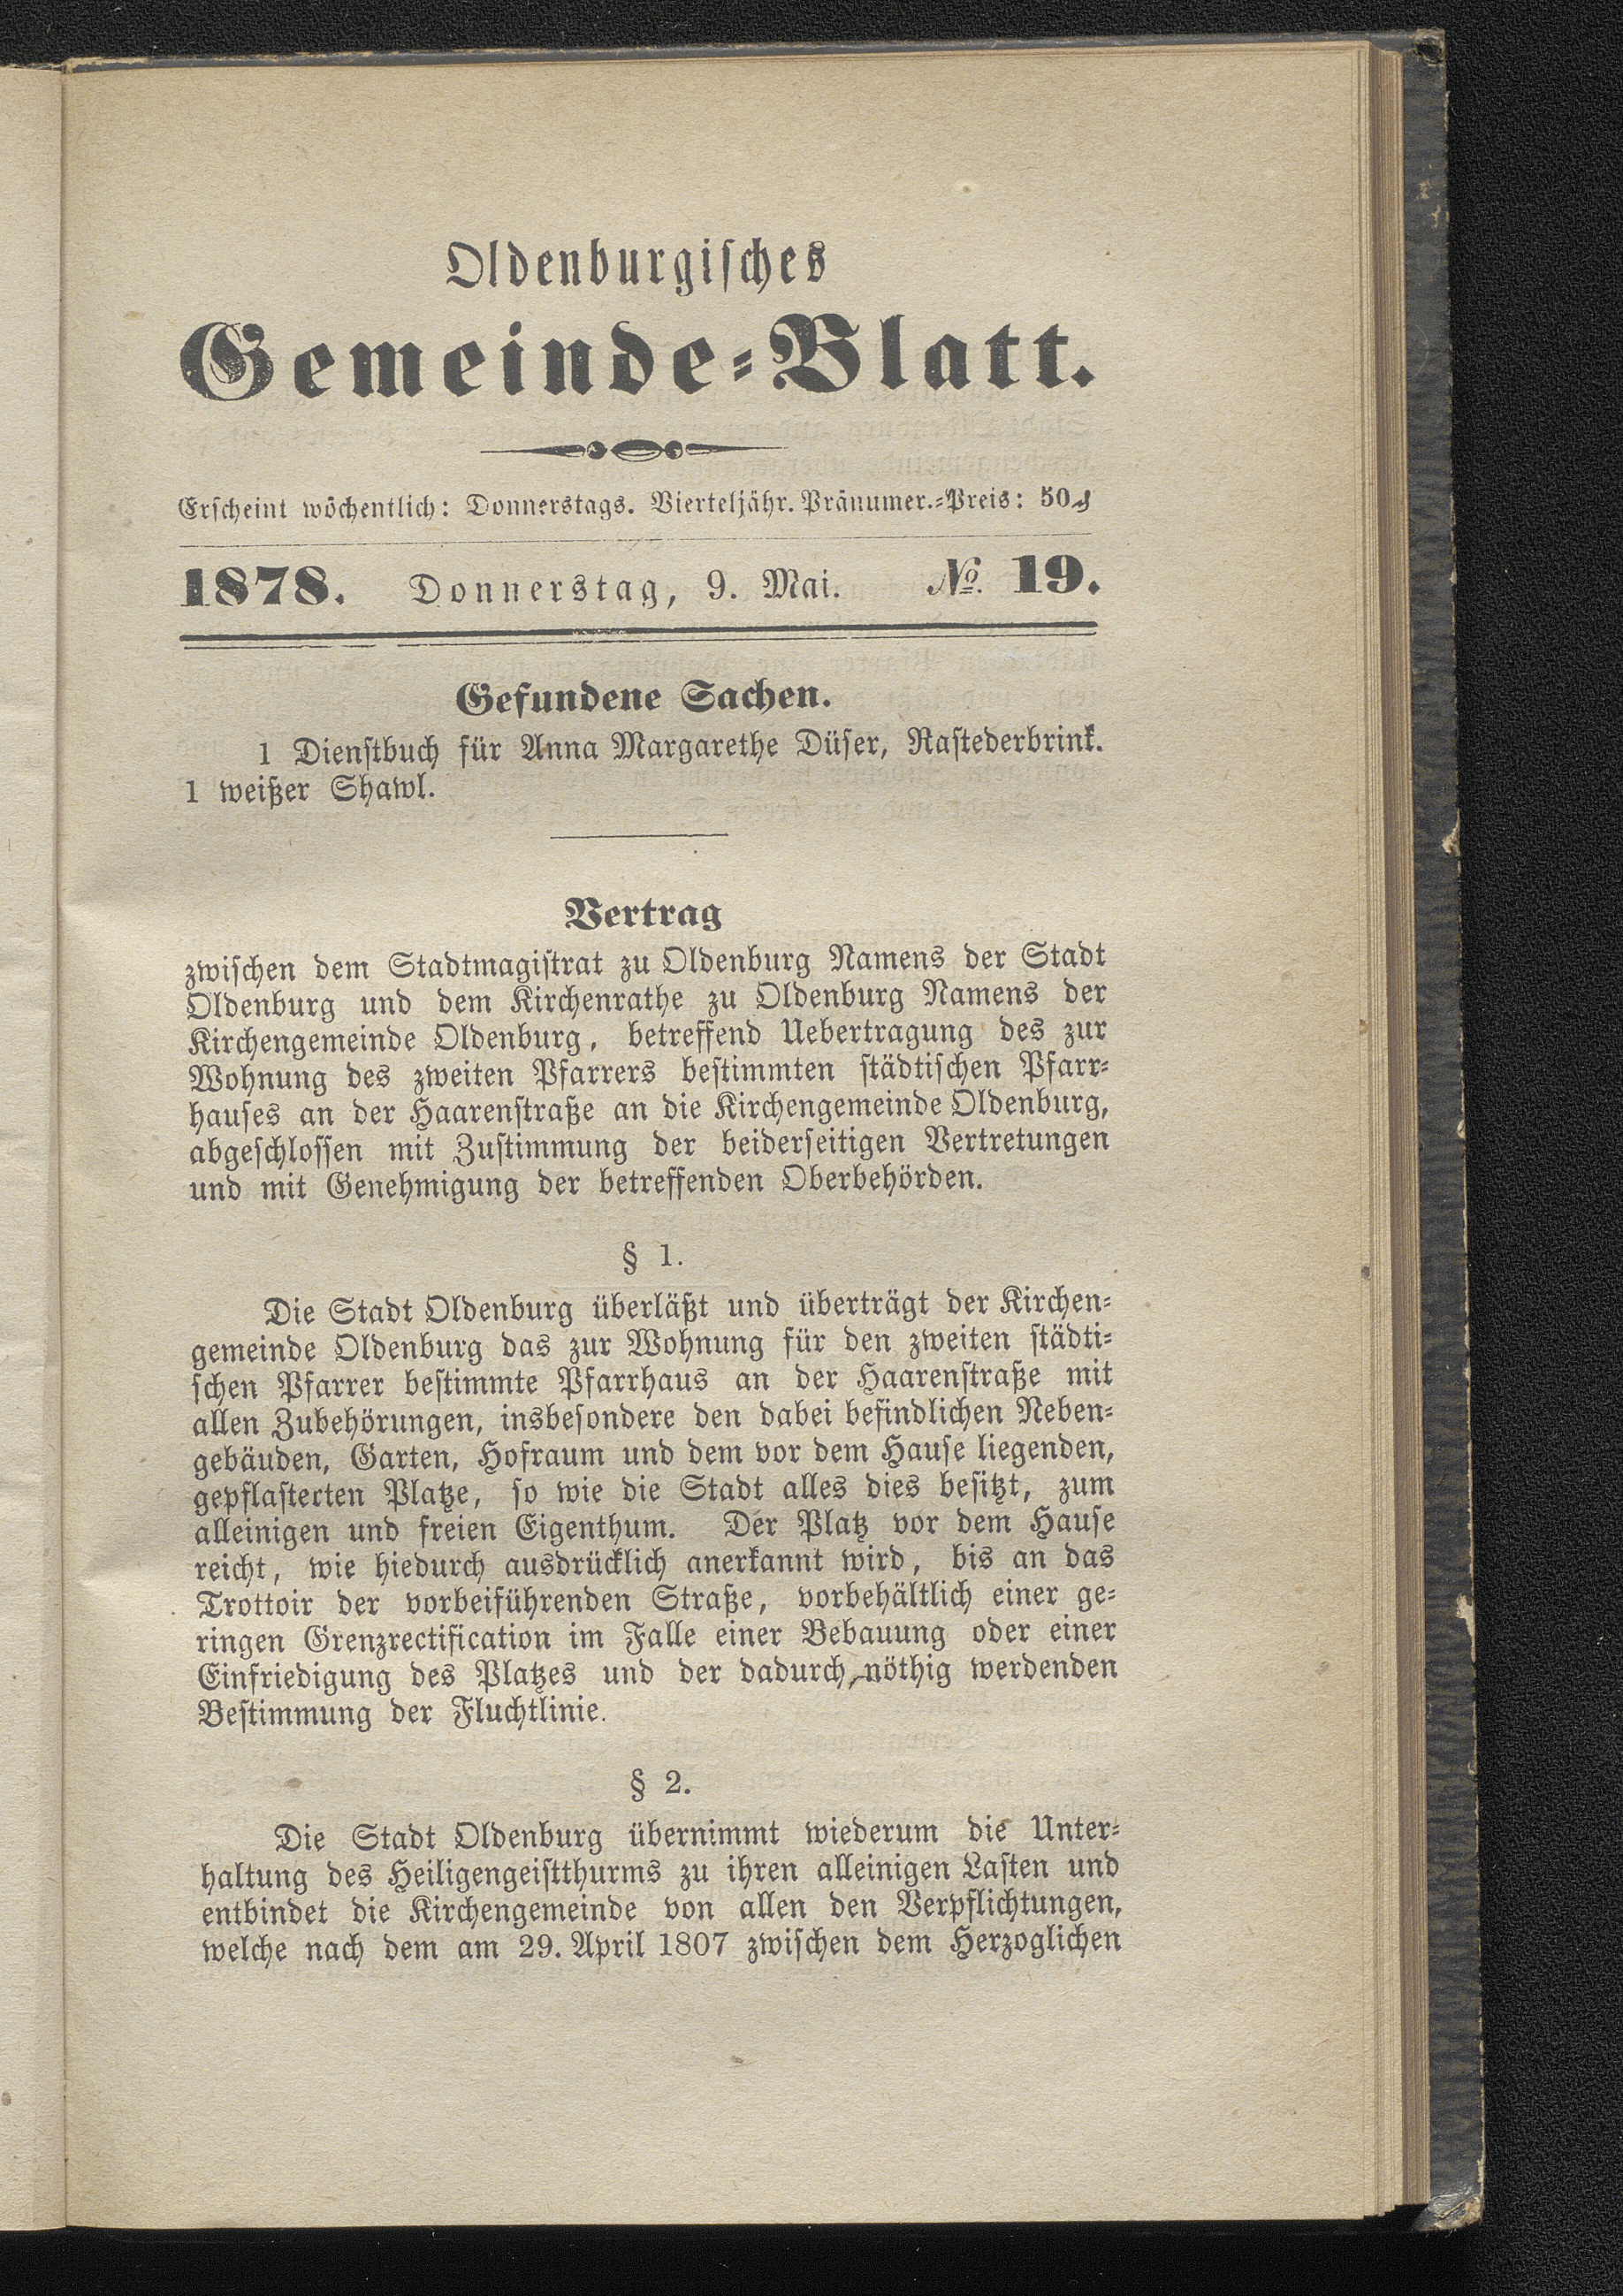 Oldenburgisches
Gemeinde-Blatt.
Erscheint wöchentlich: Donnerstags. Vierteljähr. Pränumer.-Preis: 50 ₰
1878. Donnerstag, 9. Mai. № 19.
Gefundene Sachen.
1 Dienstbuch für Anna Margarethe Düser, Rastederbrink.
1 weißer Shawl.
Vertrag
zwischen dem Stadtmagistrat zu Oldenburg Namens der Stadt
Oldenburg und dem Kirchenrathe zu Oldenburg Namens der
Kirchengemeinde Oldenburg, betreffend Uebertragung des zur
Wohnung des zweiten Pfarrers bestimmten städtischen Pfarr-
hauses an der Haarenstraße an die Kirchengemeinde Oldenburg,
abgeschlossen mit Zustimmung der beiderseitigen Vertretungen
und mit Genehmigung der betreffenden Oberbehörden.
§ 1.
Die Stadt Oldenburg überläßt und überträgt der Kirchen-
gemeinde Oldenburg das zur Wohnung für den zweiten städti-
schen Pfarrer bestimmte Pfarrhaus an der Haarenstraße mit
allen Zubehörungen, insbesondere den dabei befindlichen Neben-
gebäuden, Garten, Hofraum und dem vor dem Hause liegenden,
gepflasterten Platze, so wie die Stadt alles dies besitzt, zum
alleinigen und freien Eigenthum. Der Platz vor dem Hause
reicht, wie hiedurch ausdrücklich anerkannt wird, bis an das
Trottoir der vorbeiführenden Straße, vorbehältlich einer ge-
ringen Grenzrectification im Falle einer Bebauung oder einer
Einfriedigung des Platzes und der dadurch nöthig werdenden
Bestimmung der Fluchtlinie.
§ 2.
Die Stadt Oldenburg übernimmt wiederum die Unter-
haltung des Heiligengeistthurms zu ihren alleinigen Lasten und
entbindet die Kirchengemeinde von allen den Verpflichtungen,
welche nach dem am 29. April 1807 zwischen dem Herzoglichen